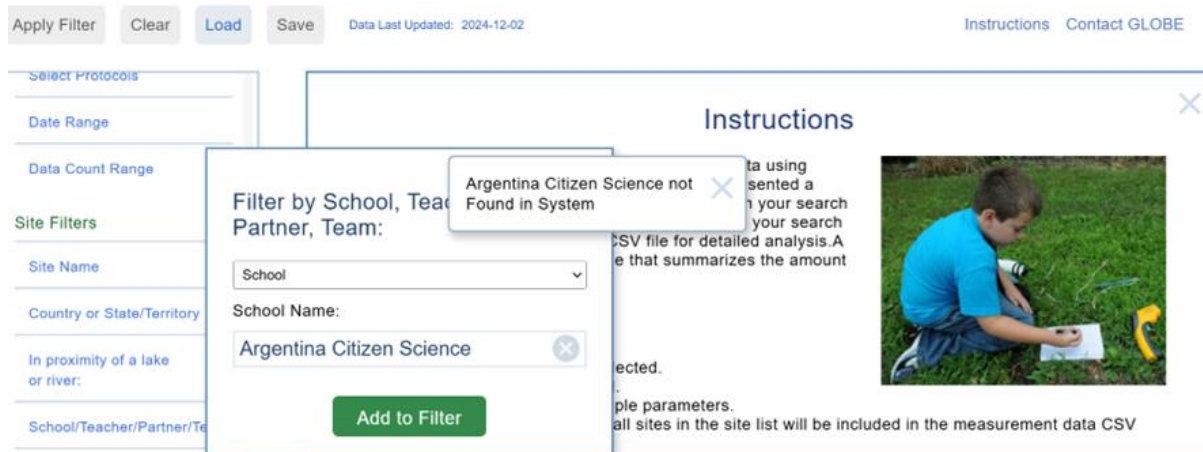 Apply Filter
Clear
Load
Save
Data Last Updated: 2024-12-02
Instructions
Contact GLOBE
Select Protocols
Date Range
Data Count Range
Site Filters
Site Name
Country or State/Territory
In proximity of a lake
or river:
School/Teacher/Partner/Te
Filter by School, Teac
Partner, Team:
School
School Name:
Argentina Citizen Science
Add to Filter
Argentina Citizen Science not
Found in System
Instructions
ta using
sented a
your search
your search
CSV file for detailed analysis.A
e that summarizes the amount
ected.
ple parameters.
all sites in the site list will be included in the measurement data CSV